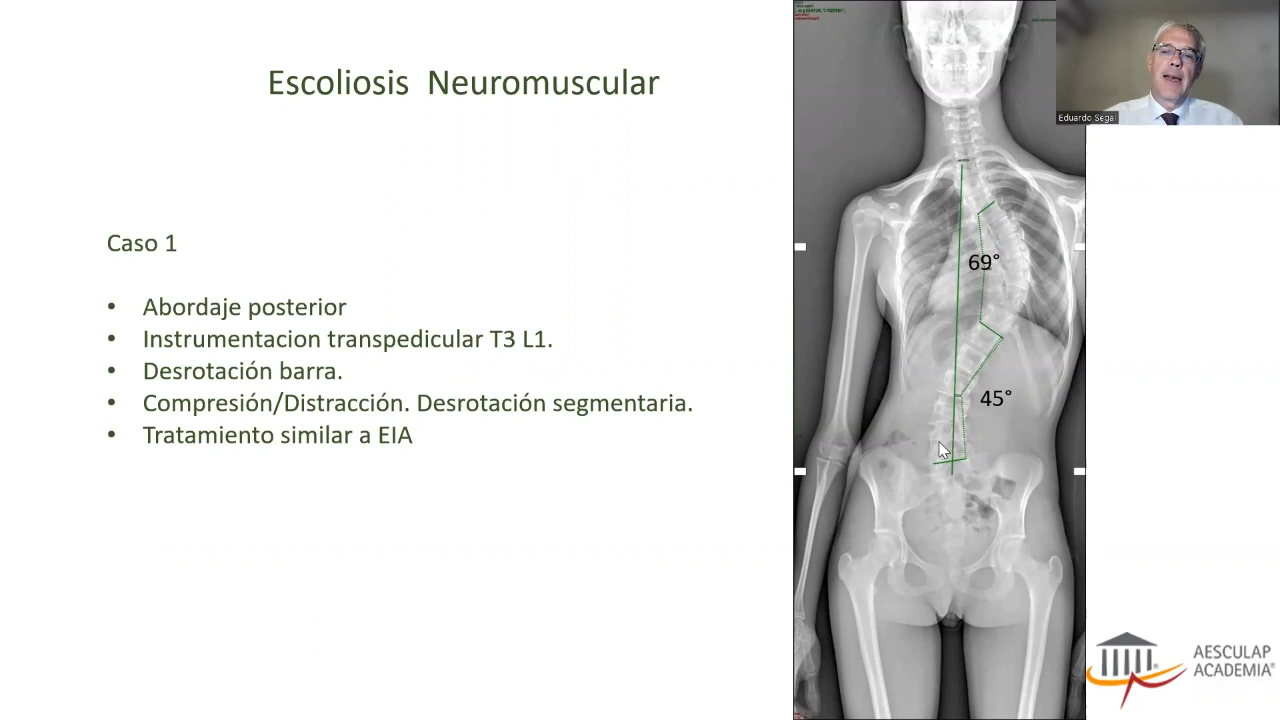 Escoliosis Neuromuscular
Caso 1
• Abordaje posterior
• Instrumentacion transpedicular T3 L1.
• Desrotación barra.
• Compresión/Distracción. Desrotación segmentaria.
• Tratamiento similar a EIA
69°
45°
Eduardo Segal
AESCULAP
ACADEMIA®